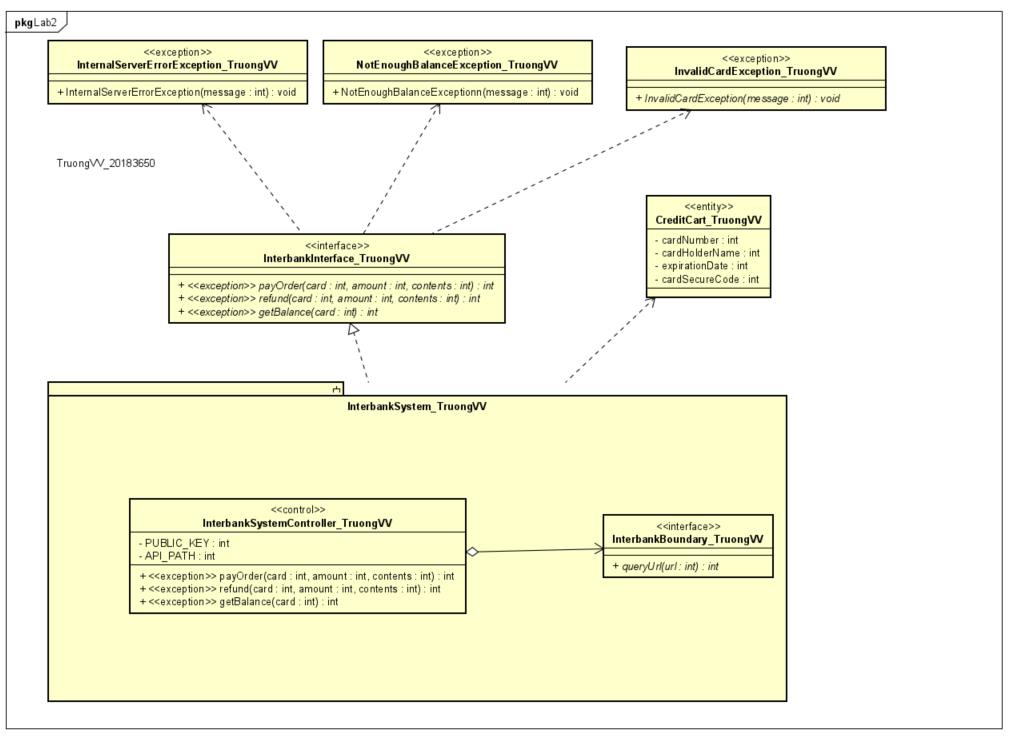 pkg Lab2
<<exception>>
InternalServerErrorException_TruongVV
+ InternalServerErrorException(message : int) : void
<<exception>>
NotEnoughBalanceException_TruongVV
+ NotEnoughBalanceExceptionn(message : int) : void
<<exception>>
InvalidCardException_TruongVV
+ InvalidCardException(message : int) : void
TruongVV_20183650
<<entity>>
CreditCart_TruongVV
- cardNumber : int
- cardHolderName : int
- expirationDate : int
- cardSecureCode : int
<<interface>>
InterbankInterface_TruongVV
+ <<exception>> payOrder(card : int, amount : int, contents : int) : int
+ <<exception>> refund(card : int, amount : int, contents : int) : int
+ <<exception>> getBalance(card : int) : int
InterbankSystem_TruongVV
<<control>>
InterbankSystemController_TruongVV
- PUBLIC_KEY : int
- API_PATH : int
+ <<exception>> payOrder(card : int, amount : int, contents : int) : int
+ <<exception>> refund(card : int, amount : int, contents : int) : int
+ <<exception>> getBalance(card : int) : int
<<interface>>
InterbankBoundary_TruongVV
+ queryUrl(url : int) : int